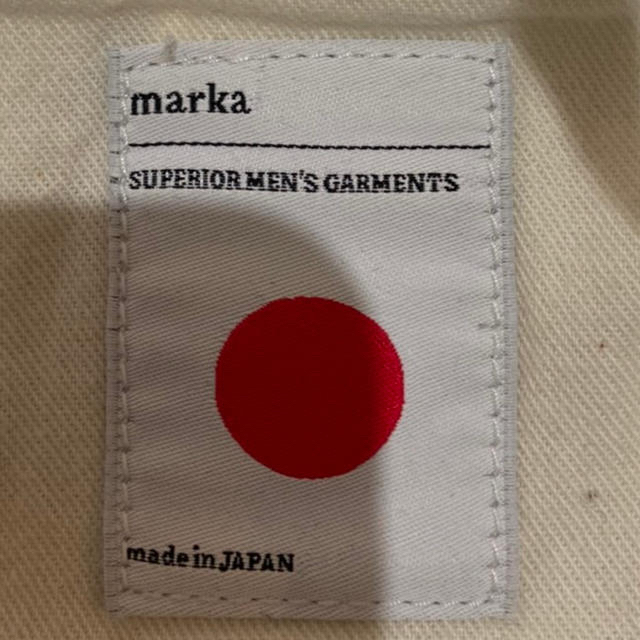 marka
SUPERIOR MEN'S GARMENTS
made in JAPAN